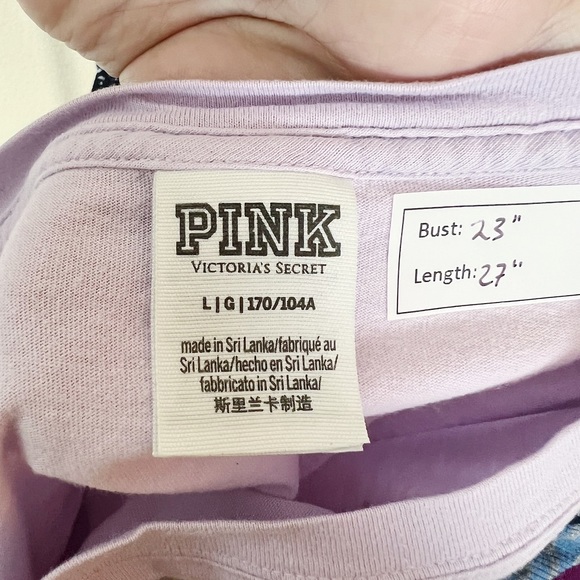 PINK
VICTORIA'S SECRET
L | G | 170/104A
made in Sri Lanka/fabriqué au
Sri Lanka/hecho en Sri Lanka/
fabbricato in Sri Lanka/
斯里兰卡制造
Bust: 23"
Length: 27"